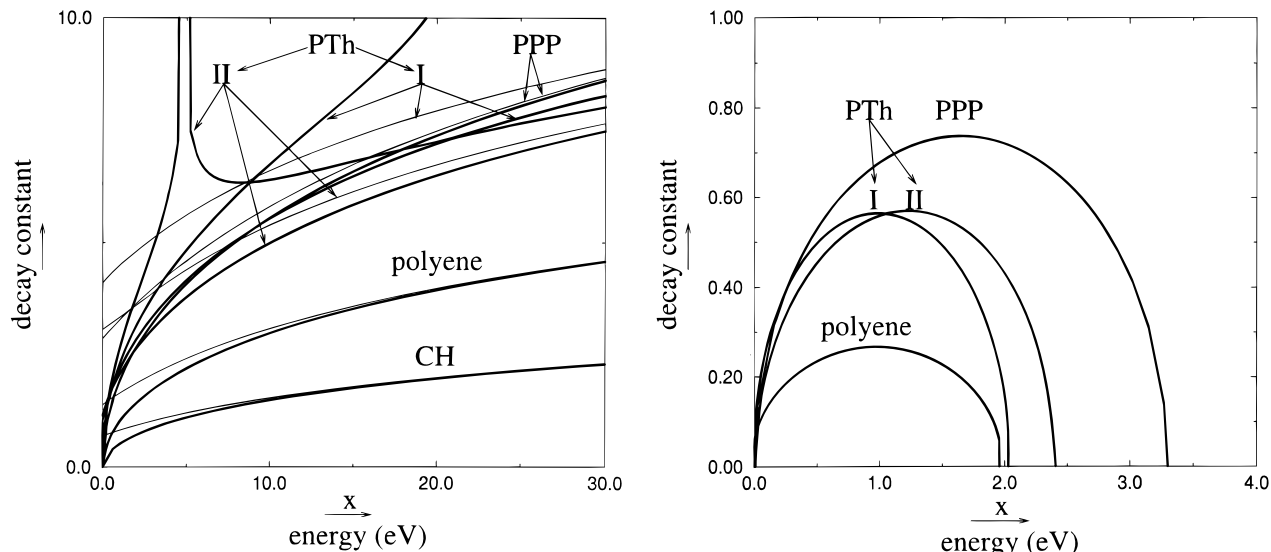 10.0
PTh
PPP
II
I
polyene
CH
decay constant
0.0
0.0
10.0
20.0
30.0
x
energy (eV)
1.00
0.80
0.60
0.40
0.20
0.00
PTh
PPP
I
II
polyene
decay constant
0.0
1.0
2.0
3.0
4.0
x
energy (eV)